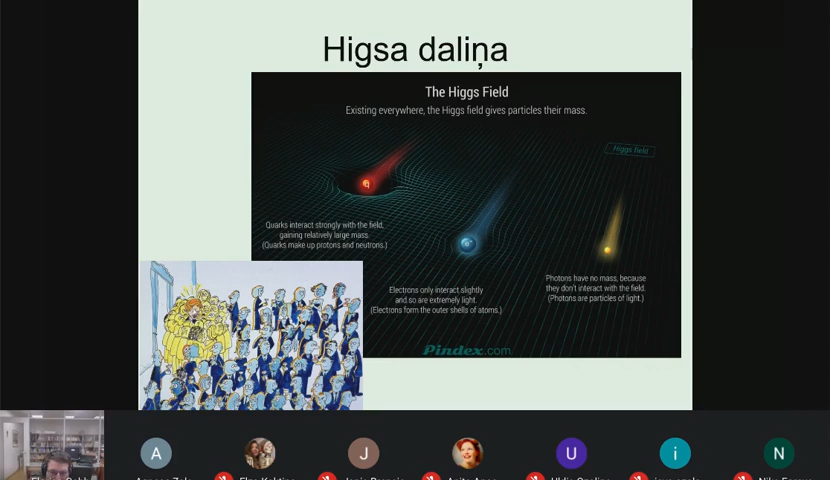 Higsa daliņa
The Higgs Field
Existing everywhere, the Higgs field gives particles their mass.
Higgs field
Quarks interact strongly with the field,
gaining relatively large mass.
(Quarks make up protons and neutrons.)
Electrons only interact slightly
and so are extremely light.
(Electrons form the outer shells of atoms.)
Photons have no mass, because
they don't interact with the field.
(Photons are particles of light.)
Pindex.com
A
J
U
i
N